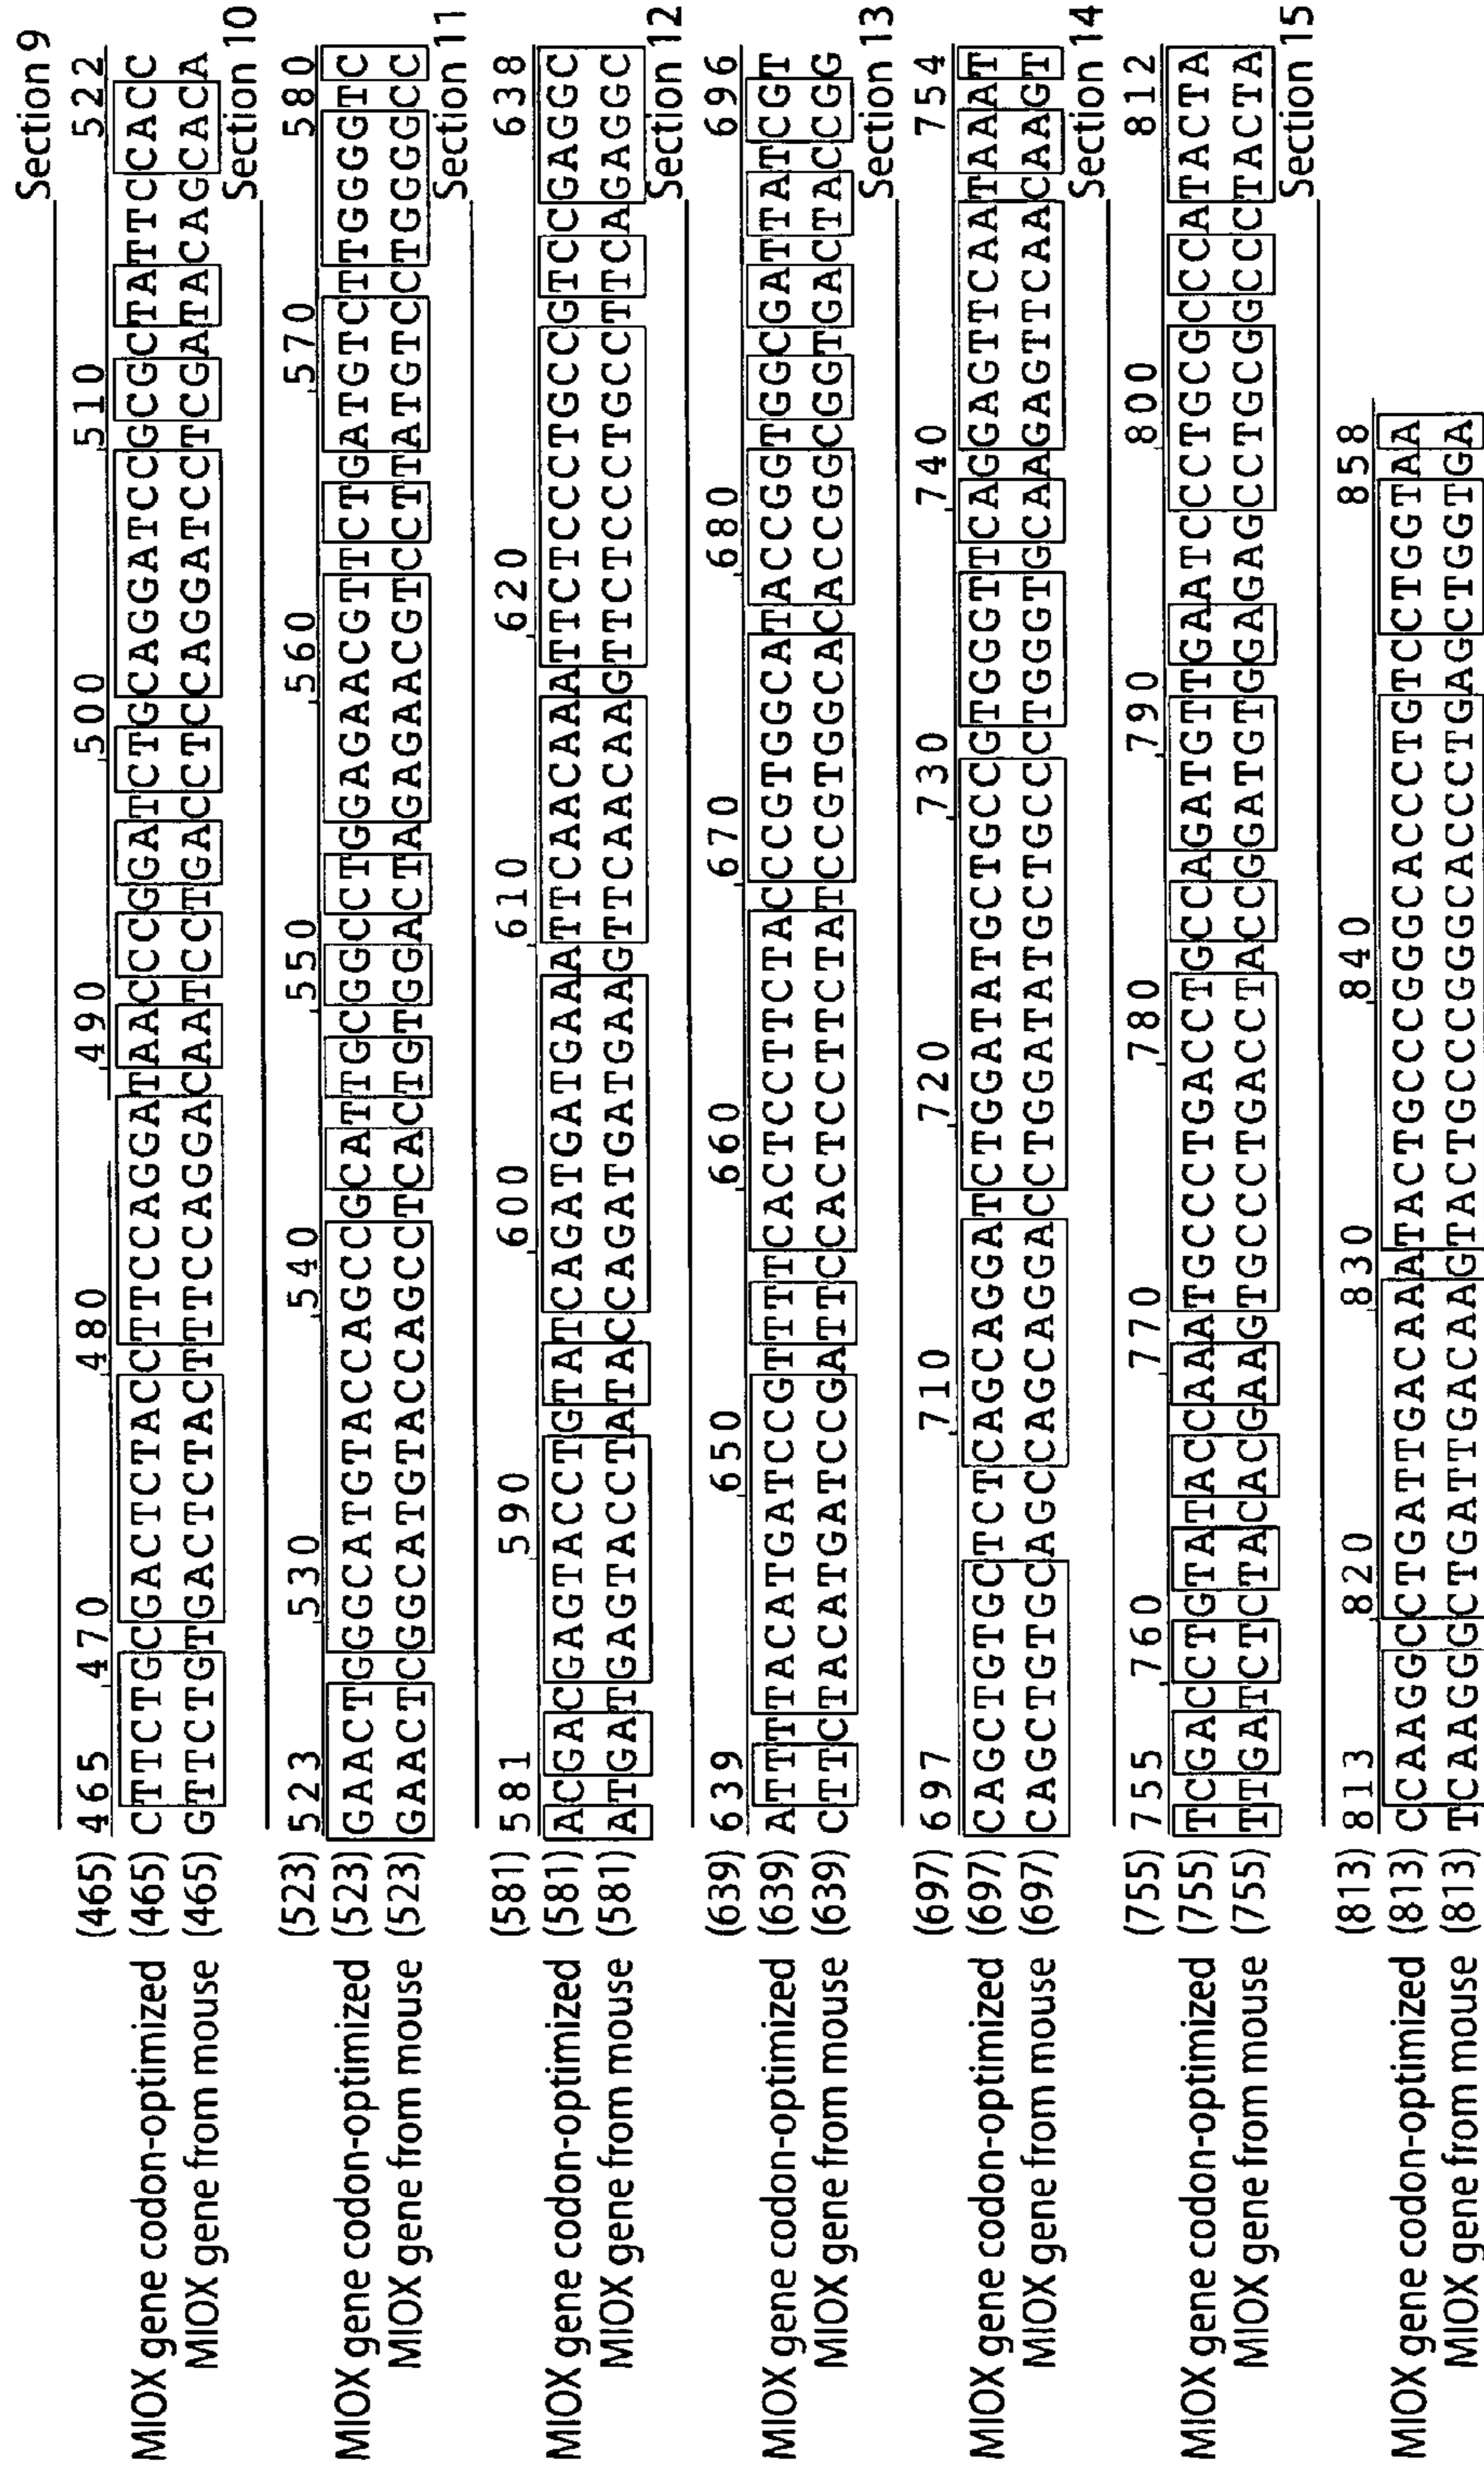 Section 9
(465) 465 470 480 490 500 510 522
MIOX gene codon-optimized (465) CTTCTGCGACTCTACCTTCCAGGATAACCCGGATCTGCAGGATCCGCGCTATTCCACC
MIOX gene from mouse (465) GTTCTGTGACTCTACTTTCCAGGACAATCCTGACCTCCAGGATCCTCGATACAGCACA
Section 10
(523) 523 530 540 550 560 570 580
MIOX gene codon-optimized (523) GAACTGGGCATGTACCAGCCGCATTGCGGCCTGGAGAACGTTCTGATGTCTTGGGGTC
MIOX gene from mouse (523) GAACTCGGCATGTACCAGCCTCACTGTGGACTAGAGAACGTCCTTATGTCCTGGGGCC
Section 11
(581) 581 590 600 610 620 638
MIOX gene codon-optimized (581) ACGACGAGTACCTGTATCAGATGATGAAATTCAACAAATTCTCCCTGCCGTCCGAGGC
MIOX gene from mouse (581) ATGATGAGTACCTATACCAGATGATGAAGTTCAACAAGTTCTCCCTGCCTTCAGAGGC
Section 12
(639) 639 650 660 670 680 696
MIOX gene codon-optimized (639) ATTTTACATGATCCGTTTTCACTCCTTCTACCCGTGGCATACCGGTGGCGATTATCGT
MIOX gene from mouse (639) CTTCTACATGATCCGATTCCACTCCTTCTATCCGTGGCACACCGGCGGTGACTACCGG
Section 13
(697) 697 710 720 730 740 754
MIOX gene codon-optimized (697) CAGCTGTGCTCTCAGCAGGATCTGGATATGCTGCCGTGGGTTCAGGAGTTCAATAAAT
MIOX gene from mouse (697) CAGCTGTGCAGCCAGCAGGACCTGGATATGCTGCCCTGGGTGCAAGAGTTCAACAAGT
Section 14
(755) 755 760 770 780 790 800 812
MIOX gene codon-optimized (755) TCGACCTGTATACCAAATGCCCTGACCTGCCAGATGTTGAATCCCTGCGCCCATACTA
MIOX gene from mouse (755) TTGATCTCTACACGAAGTGCCCTGACCTACCGGATGTGGAGAGCCTGCGGCCCTACTA
Section 15
(813) 813 820 830 840 858
MIOX gene codon-optimized (813) CCAAGGCCTGATTGACAAATACTGCCCGGGCACCCTGTCCTGGTAA
MIOX gene from mouse (813) TCAAGGGCTGATTGACAAGTACTGCCCGGGCACCCTGAGCTGGTGA